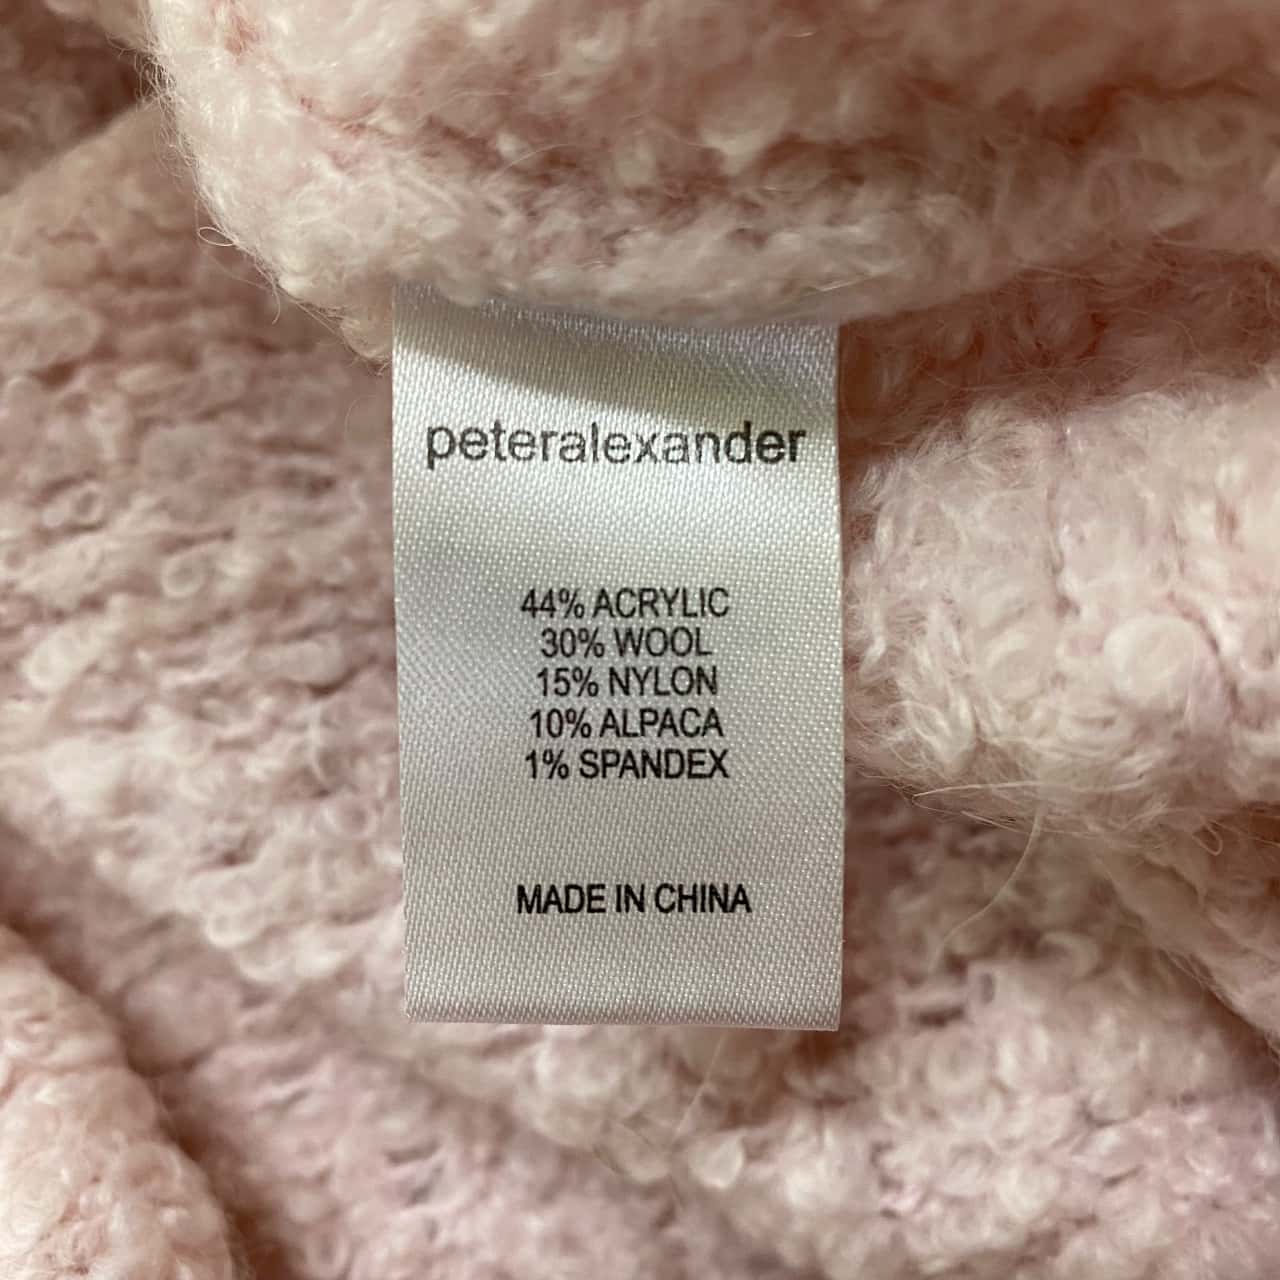 peteralexander
44% ACRYLIC
30% WOOL
15% NYLON
10% ALPACA
1% SPANDEX
MADE IN CHINA